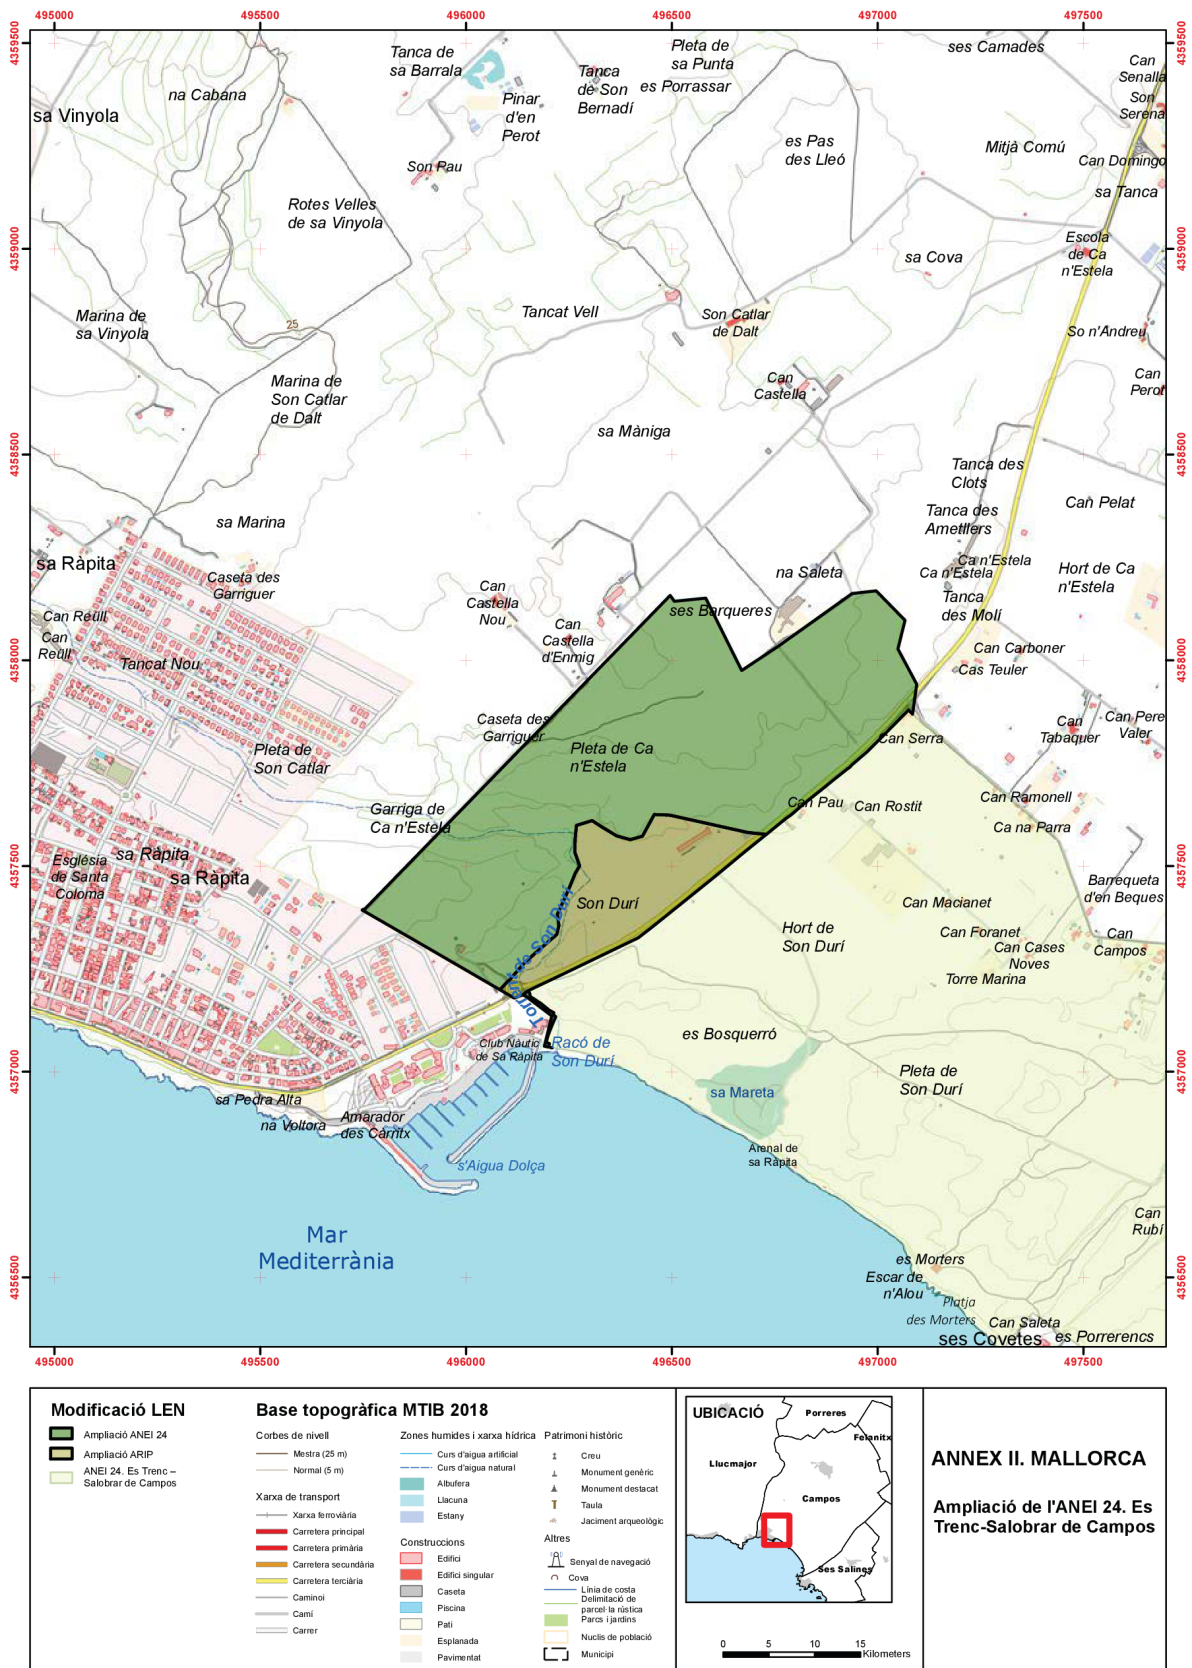 495000 495500 496000 496500 497000 497500
4359500
4359000
4358500
4358000
4357500
4357000
4356500
4359500
4359000
4358500
4358000
4357500
4357000
4356500
Tanca de
sa Barrala
Pleta de
sa Punta
ses Camades
Can
Senalla
na Cabana
Tanca
de Son
Bernadí
es Porrassar
Son
Serena
sa Vinyola
Pinar
d'en
Perot
es Pas
des Lleó
Mitjà Comú
Can Domingo
Son Pau
sa Tanca
Rotes Velles
de sa Vinyola
Escola
de Ca
n'Estela
sa Cova
Marina de
sa Vinyola
25
Tancat Vell
Son Catlar
de Dalt
So n'Andreu
Marina de
Son Catlar
de Dalt
Can
Castella
Can
Perot
sa Màniga
Tanca des
Clots
Can Pelat
sa Marina
Tanca des
Ametllers
sa Ràpita
Caseta des
Garriguer
Can
Castella
Nou
na Saleta
Ca n'Estela
Ca n'Estela
Hort de Ca
n'Estela
Can Reüll
ses Barqueres
Tanca
des Molí
Can
Reüll
Can
Castella
d'Enmig
Tancat Nou
Can Carboner
Cas Teuler
Caseta des
Garriguer
Can Pere
Valer
Can
Tabaquer
Pleta de
Son Catlar
Pleta de Ca
n'Estela
Can Serra
Garriga de
Ca n'Estela
Can Pau
Can Rostit
Can Ramonell
Ca na Parra
sa Ràpita
Església
de Santa
Coloma
sa Ràpita
Son Durí
Barrequeta
d'en Beques
Can Macianet
Hort de
Son Durí
Can Foranet
Can
Campos
Can Cases
Noves
Torre Marina
Torrent de Son Durí
Club Nàutic
de Sa Ràpita
Racó de
Son Durí
es Bosquerró
sa Mareta
Pleta de
Son Durí
sa Pedra Alta
na Voltora
Amarador
des Càrritx
s'Aigua Dolça
Arenal de
sa Ràpita
Mar
Mediterrània
Can
Rubí
es Morters
Escar de
n'Alou
Platja
des Morters
Can Saleta
ses Covetes
es Porrerencs
495000 495500 496000 496500 497000 497500
Modificació LEN
Ampliació ANEI 24
Ampliació ARIP
ANEI 24. Es Trenc –
Salobrar de Campos
Base topogràfica MTIB 2018
Corbes de nivell
Mestra (25 m)
Normal (5 m)
Xarxa de transport
Xarxa ferroviària
Carretera principal
Carretera primària
Carretera secundària
Carretera terciària
Caminoi
Camí
Carrer
Zones humides i xarxa hídrica
Curs d'aigua artificial
Curs d'aigua natural
Albufera
Llacuna
Estany
Construccions
Edifici
Edifici singular
Caseta
Piscina
Pati
Esplanada
Pavimentat
Patrimoni històric
Creu
Monument genèric
Monument destacat
Taula
Jaciment arqueològic
Altres
Senyal de navegació
Cova
Línia de costa
Delimitació de
parcel·la rústica
Parcs i jardins
Nuclis de població
Municipi
UBICACIÓ
Porreres
Felanitx
Llucmajor
Campos
Ses Salines
0 5 10 15
Kilometers
ANNEX II. MALLORCA
Ampliació de l'ANEI 24. Es
Trenc-Salobrar de Campos